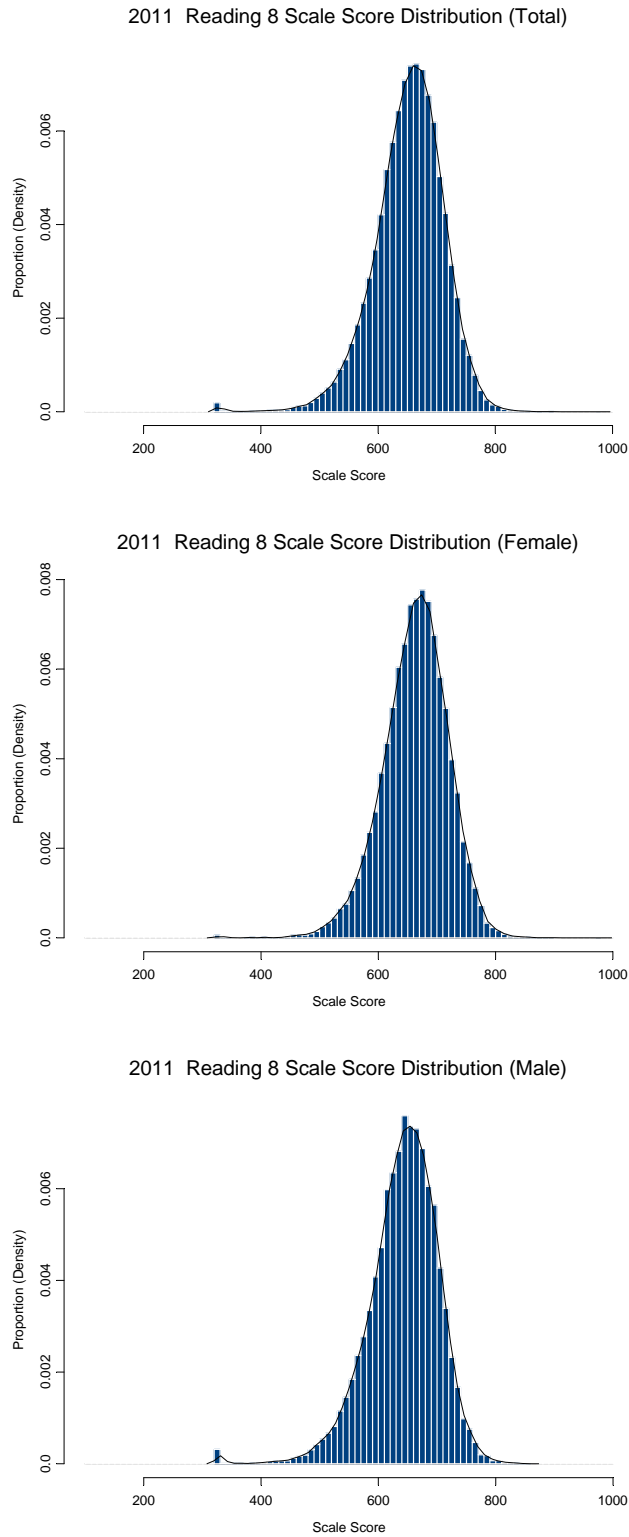 2011 Reading 8 Scale Score Distribution (Total)
Proportion (Density)
0.006
0.004
0.002
0.0
200 400 600 800 1000
Scale Score
2011 Reading 8 Scale Score Distribution (Female)
Proportion (Density)
0.008
0.006
0.004
0.002
0.0
200 400 600 800 1000
Scale Score
2011 Reading 8 Scale Score Distribution (Male)
Proportion (Density)
0.006
0.004
0.002
0.0
200 400 600 800 1000
Scale Score